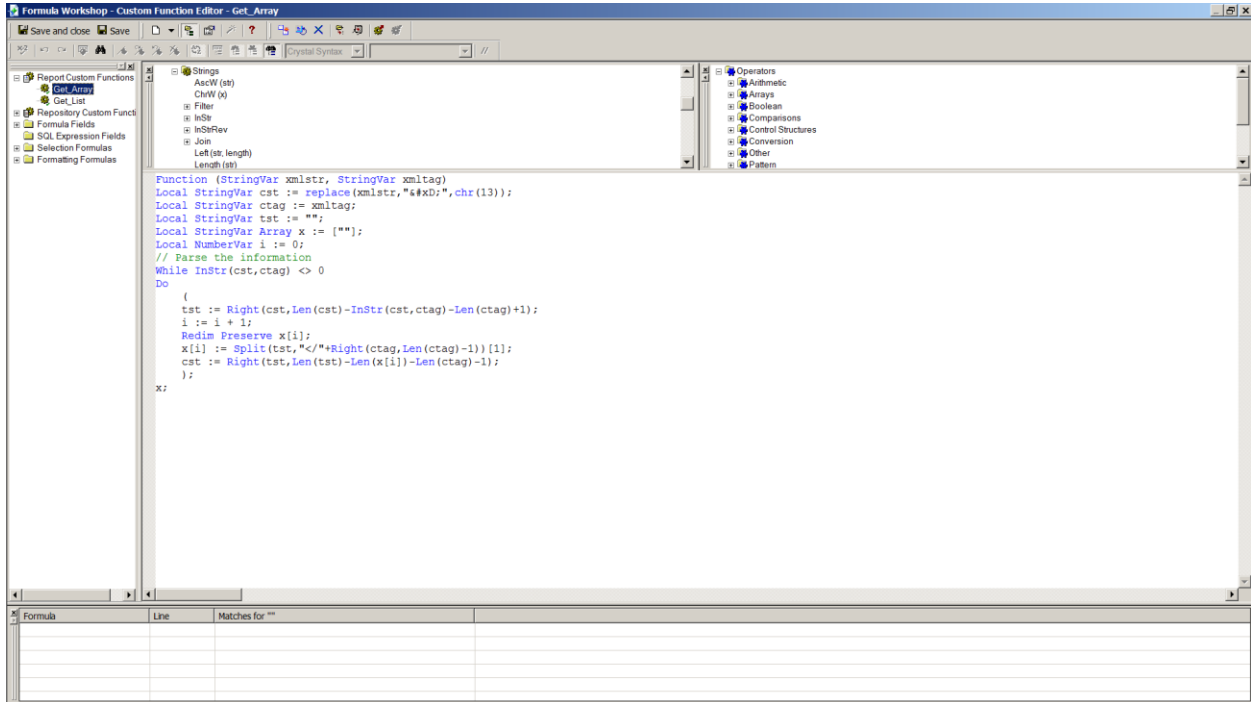 Formula Workshop - Custom Function Editor - Get_Array
Save and close Save
Crystal Syntax
Report Custom Functions
Get_Array
Get_List
Repository Custom Functi
Formula Fields
SQL Expression Fields
Selection Formulas
Formatting Formulas
Strings
AscW (str)
ChrW (x)
Filter
InStr
InStrRev
Join
Left (str, length)
Length (str)
Operators
Arithmetic
Arrays
Boolean
Comparisons
Control Structures
Conversion
Other
Pattern
Function (StringVar xmlstr, StringVar xmltag)
Local StringVar cst := replace(xmlstr,"&#xD;",chr(13));
Local StringVar ctag := xmltag;
Local StringVar tst := "";
Local StringVar Array x := [""];
Local NumberVar i := 0;
// Parse the information
While InStr(cst,ctag) <> 0
Do
(
tst := Right(cst,Len(cst)-InStr(cst,ctag)-Len(ctag)+1);
i := i + 1;
Redim Preserve x[i];
x[i] := Split(tst,"</"+Right(ctag,Len(ctag)-1))[1];
cst := Right(tst,Len(tst)-Len(x[i])-Len(ctag)-1);
);
x;
Formula Line Matches for ""